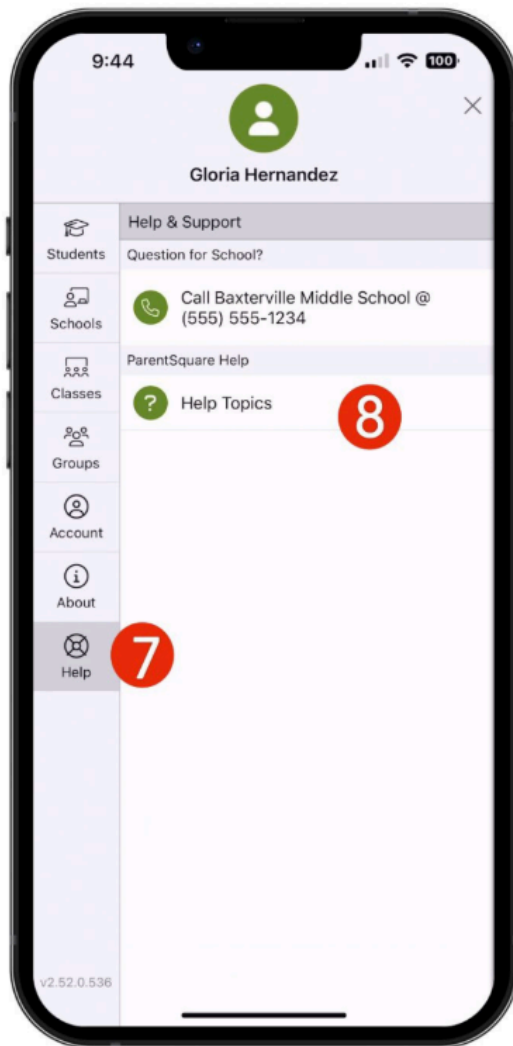 9:44
100
Gloria Hernandez
Students
Schools
Classes
Groups
Account
About
Help
7
v2.52.0.536
Help & Support
Question for School?
Call Baxterville Middle School @
(555) 555-1234
ParentSquare Help
? Help Topics
8